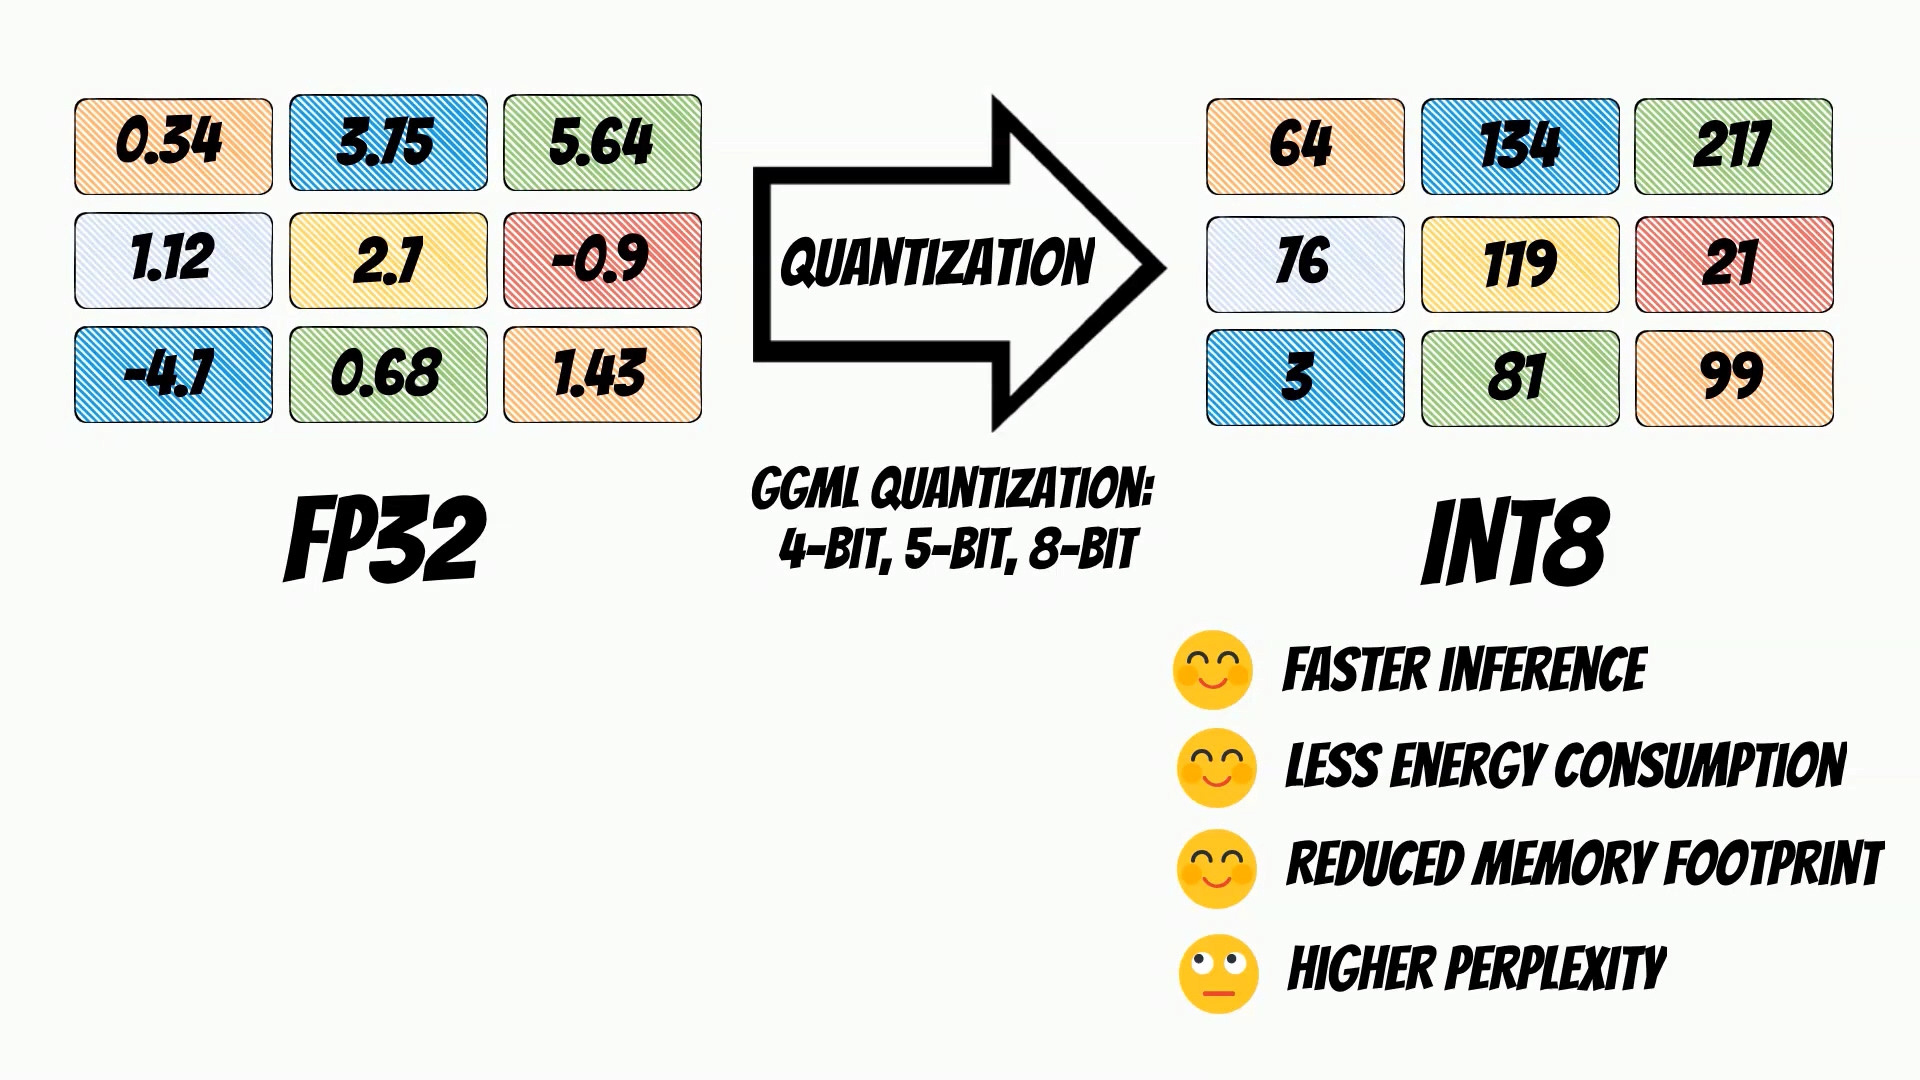 0.34 3.75 5.64
1.12 2.7 -0.9
-4.7 0.68 1.43
FP32
QUANTIZATION
GGML QUANTIZATION:
4-BIT, 5-BIT, 8-BIT
64 134 217
76 119 21
3 81 99
INT8
FASTER INFERENCE
LESS ENERGY CONSUMPTION
REDUCED MEMORY FOOTPRINT
HIGHER PERPLEXITY